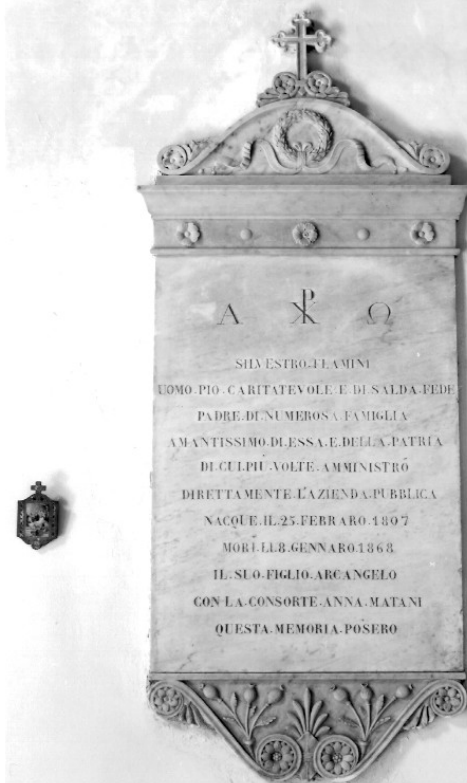 Α ☧ Ω
SILVESTRO·FLAMINI
UOMO·PIO·CARITATEVOLE·E·DI·SALDA·FEDE
PADRE·DI·NUMEROSA·FAMIGLIA
AMANTISSIMO·DI·ESSA·E·DELLA·PATRIA
DI·CUI·PIÙ·VOLTE·AMMINISTRÒ
DIRETTAMENTE·L'AZIENDA·PUBBLICA
NACQUE·IL·25·FEBRARO·1807
MORÌ·IL·8·GENNARO·1868
IL·SUO·FIGLIO·ARCANGELO
CON·LA·CONSORTE·ANNA·MATANI
QUESTA·MEMORIA·POSERO